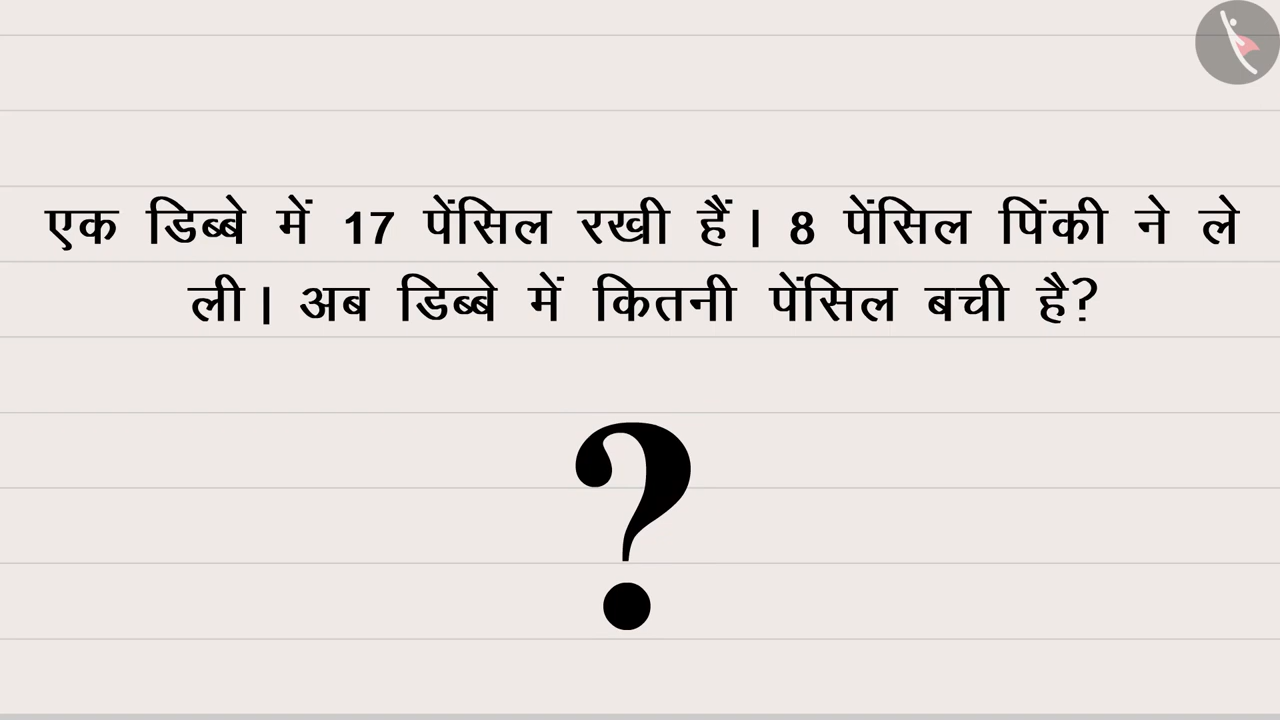 एक डिब्बे में 17 पेंसिल रखी हैं। 8 पेंसिल पिंकी ने ले
ली। अब डिब्बे में कितनी पेंसिल बची है?
?